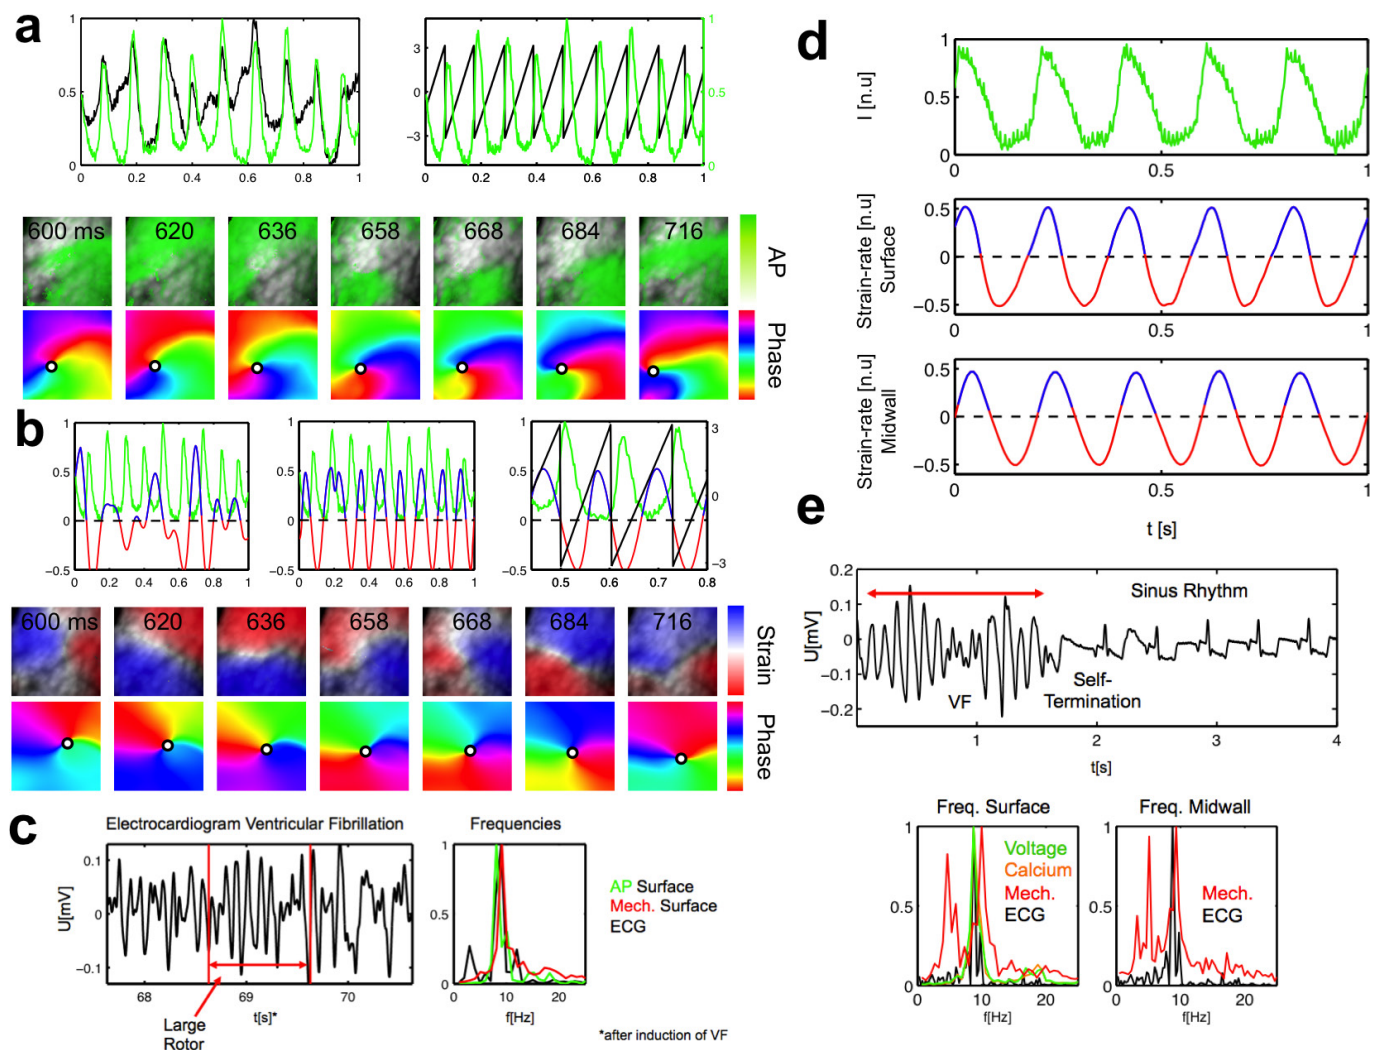 a
1
0.5
0
0 0.2 0.4 0.6 0.8 1
3
0
−3
1
0.5
0
0 0.2 0.4 0.6 0.8 1
600 ms 620 636 658 668 684 716
AP
Phase
b
1
0.5
0
−0.5
0 0.2 0.4 0.6 0.8 1
1
0.5
0
−0.5
0 0.2 0.4 0.6 0.8 1
1
0.5
0
−0.5
3
0
−3
0.5 0.6 0.7 0.8
600 ms 620 636 658 668 684 716
Strain
Phase
c
Electrocardiogram Ventricular Fibrillation
U[mV]
0.1
0
−0.1
68 69 70
t[s]*
Large
Rotor
Frequencies
1
0.5
0
0 10 20
f[Hz]
AP Surface
Mech. Surface
ECG
*after induction of VF
d
I [n.u]
1
0.5
0
0 0.5 1
Strain-rate [n.u]
Surface
0.5
0
−0.5
0 0.5 1
Strain-rate [n.u]
Midwall
0.5
0
−0.5
0 0.5 1
t [s]
e
U[mV]
0.2
0.1
0
−0.1
−0.2
Sinus Rhythm
VF
Self-
Termination
1 2 3 4
t[s]
Freq. Surface
1
0.5
0
0 10 20
f[Hz]
Voltage
Calcium
Mech.
ECG
Freq. Midwall
1
0.5
0
0 10 20
f[Hz]
Mech.
ECG